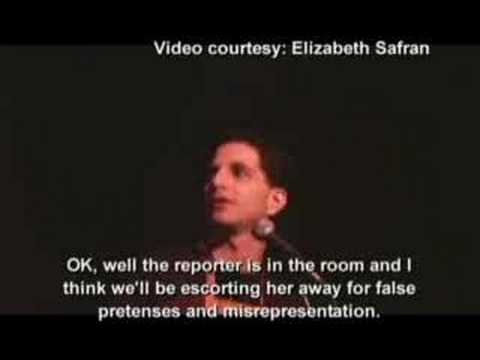 Video courtesy: Elizabeth Safran
OK, well the reporter is in the room and I
think we'll be escorting her away for false
pretenses and misrepresentation.